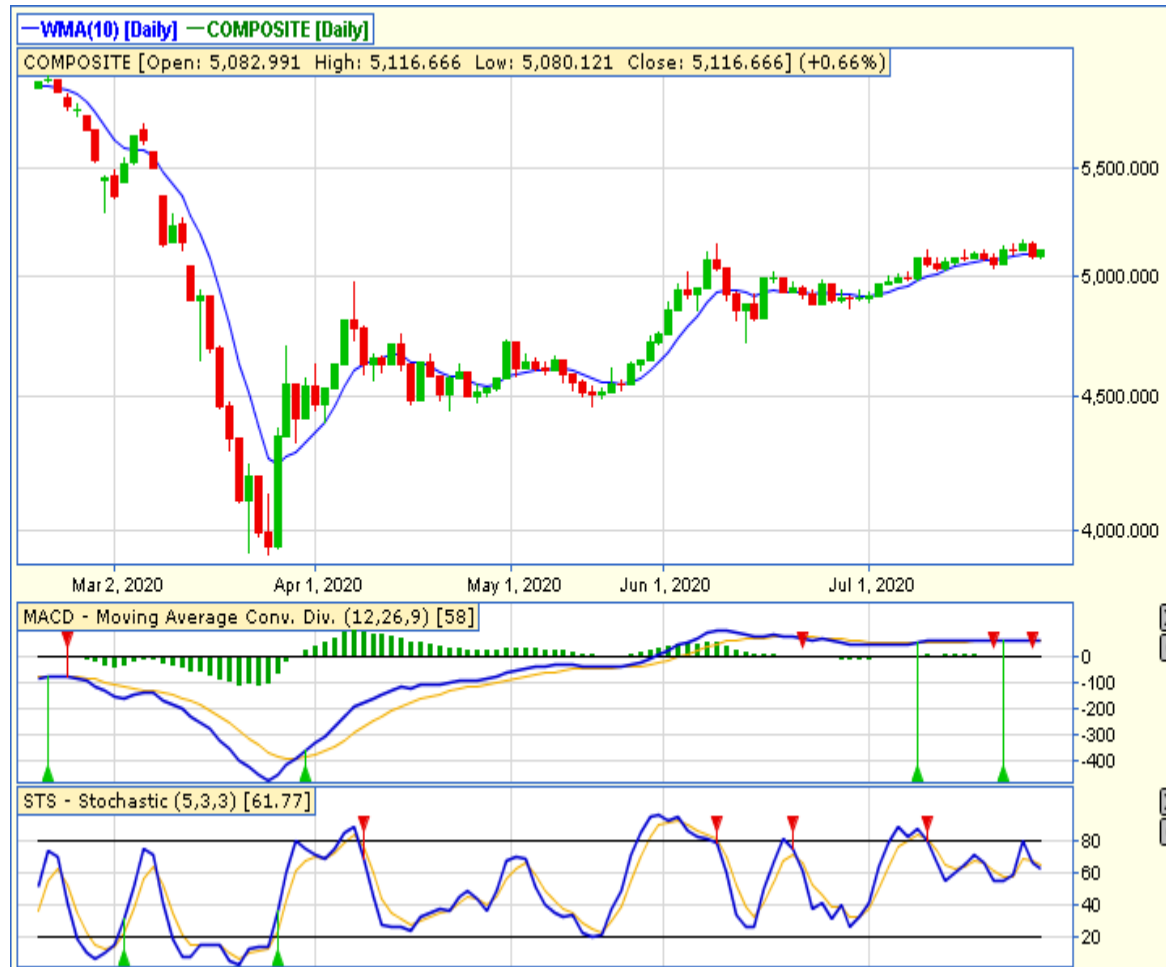 WMA(10) [Daily] COMPOSITE [Daily]
COMPOSITE [Open: 5,082.991 High: 5,116.666 Low: 5,080.121 Close: 5,116.666] (+0.66%)
5,500.000
5,000.000
4,500.000
4,000.000
Mar 2, 2020 Apr 1, 2020 May 1, 2020 Jun 1, 2020 Jul 1, 2020
MACD - Moving Average Conv. Div. (12,26,9) [58]
0
-100
-200
-300
-400
STS - Stochastic (5,3,3) [61.77]
80
60
40
20